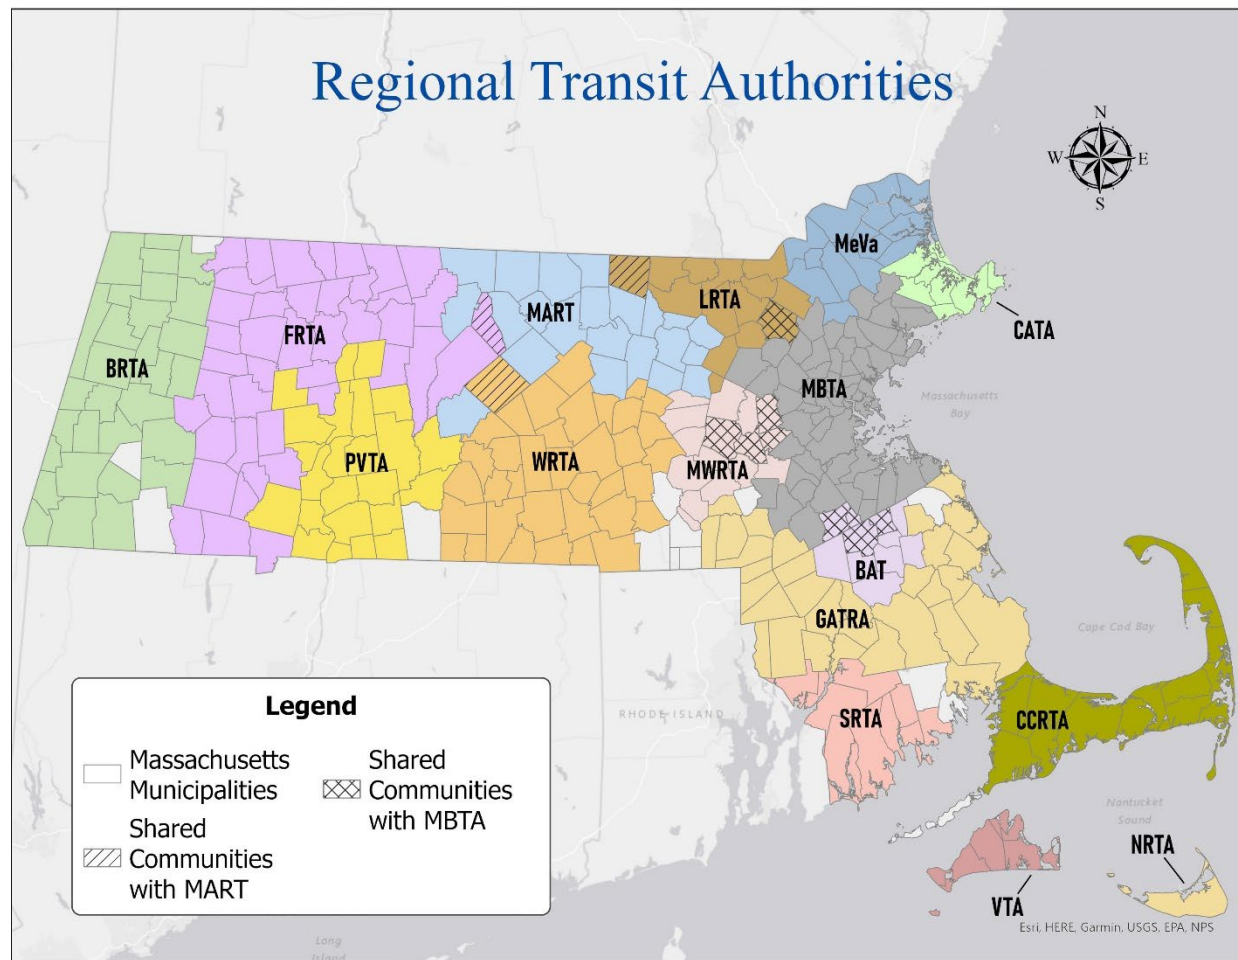 Regional Transit Authorities
N
W
E
S
MeVa
CATA
LRTA
MART
FRTA
BRTA
MBTA
Massachusetts
Bay
PVTA
WRTA
MWRTA
BAT
GATRA
Cape Cod Bay
RHODE ISLAND
SRTA
CCRTA
Nantucket
Sound
NRTA
VTA
Legend
Massachusetts
Municipalities
Shared
Communities
with MART
Shared
Communities
with MBTA
Long
Island
Esri, HERE, Garmin, USGS, EPA, NPS